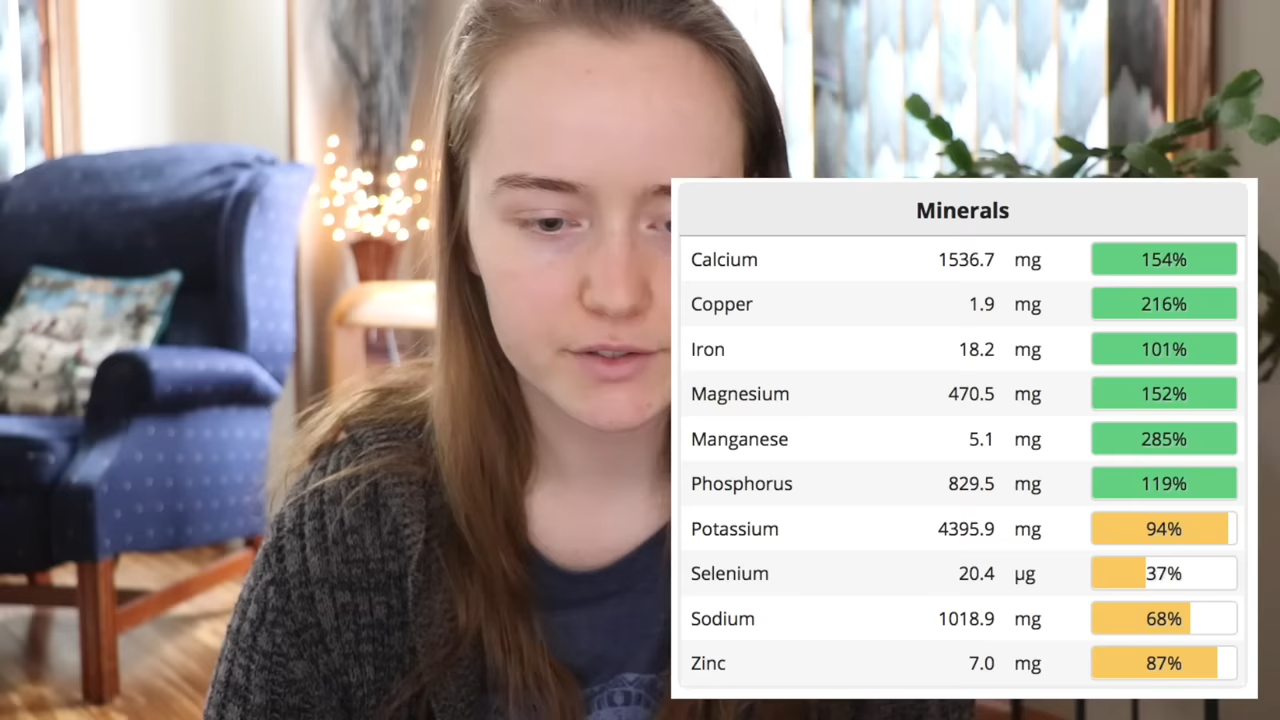 Minerals
Calcium 1536.7 mg 154%
Copper 1.9 mg 216%
Iron 18.2 mg 101%
Magnesium 470.5 mg 152%
Manganese 5.1 mg 285%
Phosphorus 829.5 mg 119%
Potassium 4395.9 mg 94%
Selenium 20.4 µg 37%
Sodium 1018.9 mg 68%
Zinc 7.0 mg 87%